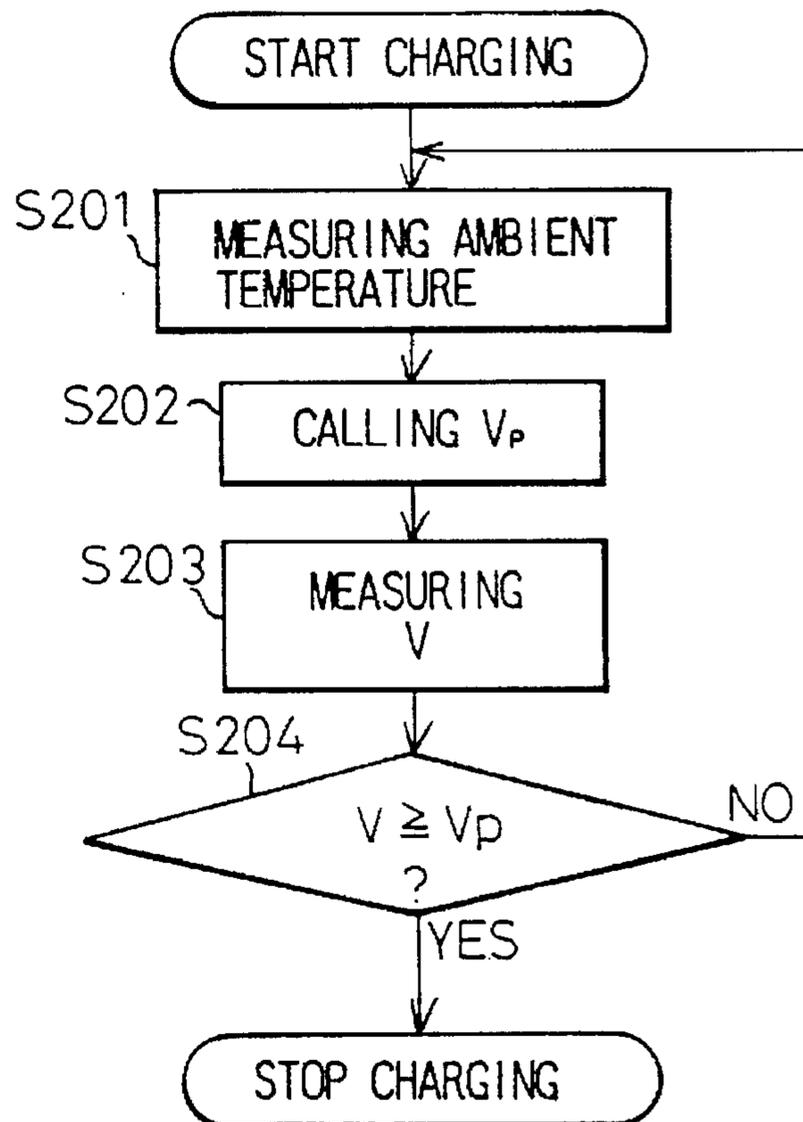 START CHARGING
S201
MEASURING AMBIENT
TEMPERATURE
S202
CALLING VP
S203
MEASURING
V
S204
V ≧ Vp
?
NO
YES
STOP CHARGING